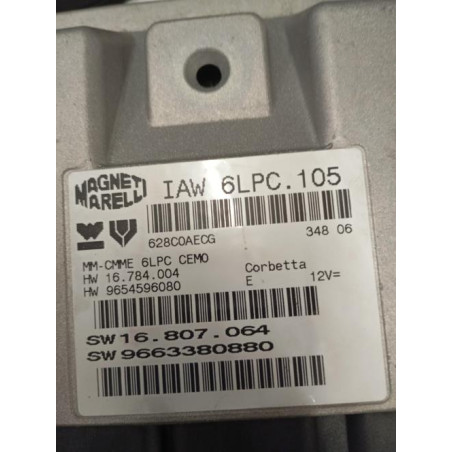 MAGNETI
MARELLI
IAW 6LPC.105
628C0AECG
348 06
MM-CMME 6LPC CEMO
HW 16.784.004
HW 9654596080
Corbetta
E
12V=
SW16.807.064
SW9663380880